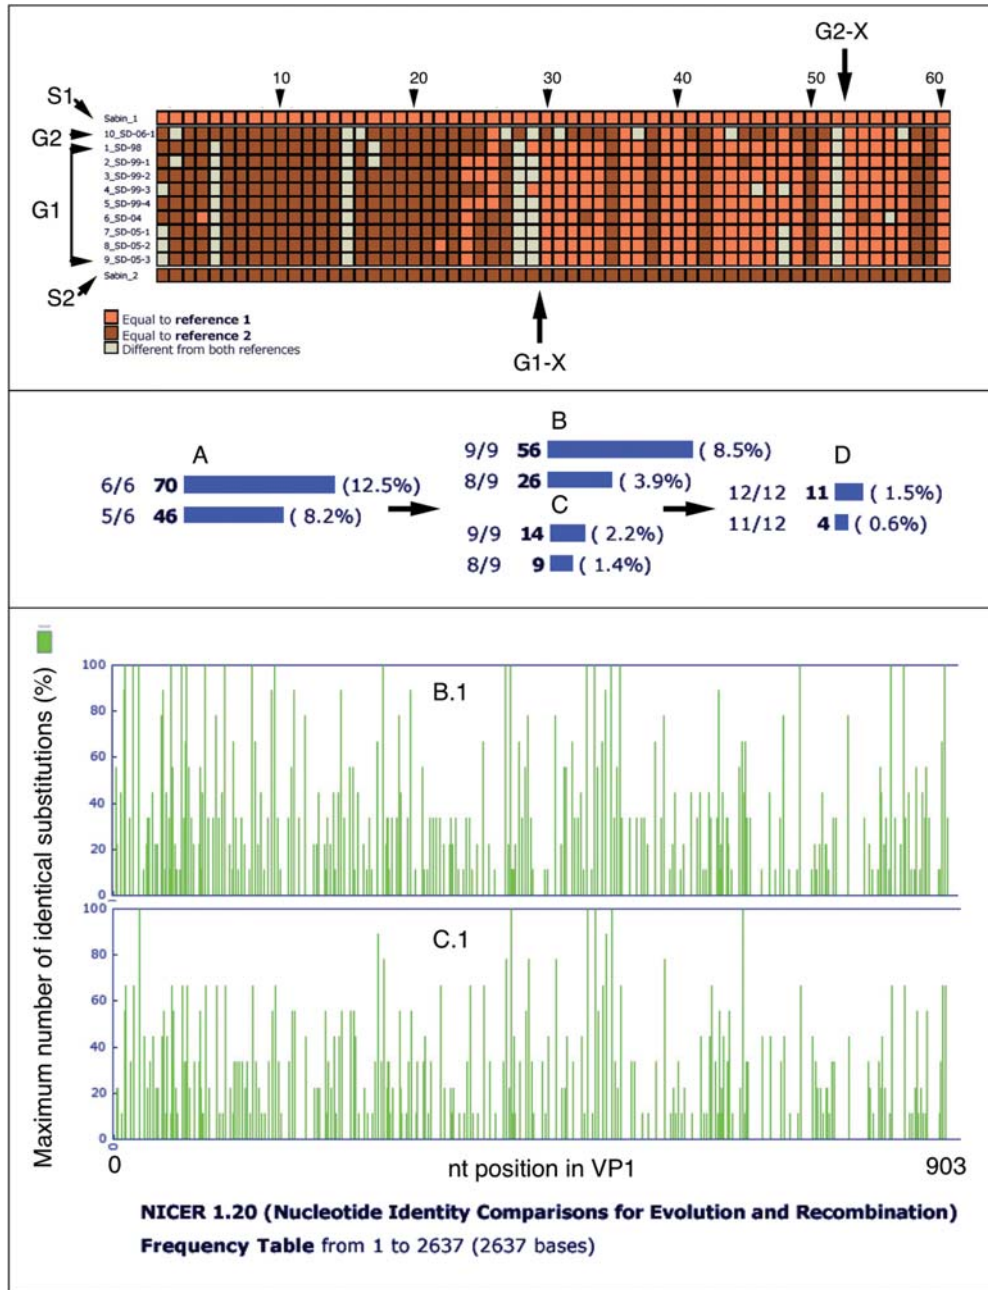 G2-X
10 20 30 40 50 60
S1
Sabin_1
G2
10_SD-06-1
1_SD-98
2_SD-99-1
3_SD-99-2
G1
4_SD-99-3
5_SD-99-4
6_SD-04
7_SD-05-1
8_SD-05-2
9_SD-05-3
Sabin_2
S2
Equal to reference 1
Equal to reference 2
Different from both references
G1-X
A
6/6 70 (12.5%)
5/6 46 ( 8.2%)
B
9/9 56 ( 8.5%)
8/9 26 ( 3.9%)
C
9/9 14 ( 2.2%)
8/9 9 ( 1.4%)
D
12/12 11 ( 1.5%)
11/12 4 ( 0.6%)
Maximum number of identical substitutions (%)
B.1
100
80
60
40
20
0
C.1
100
80
60
40
20
0
0 nt position in VP1 903
NICER 1.20 (Nucleotide Identity Comparisons for Evolution and Recombination)
Frequency Table from 1 to 2637 (2637 bases)